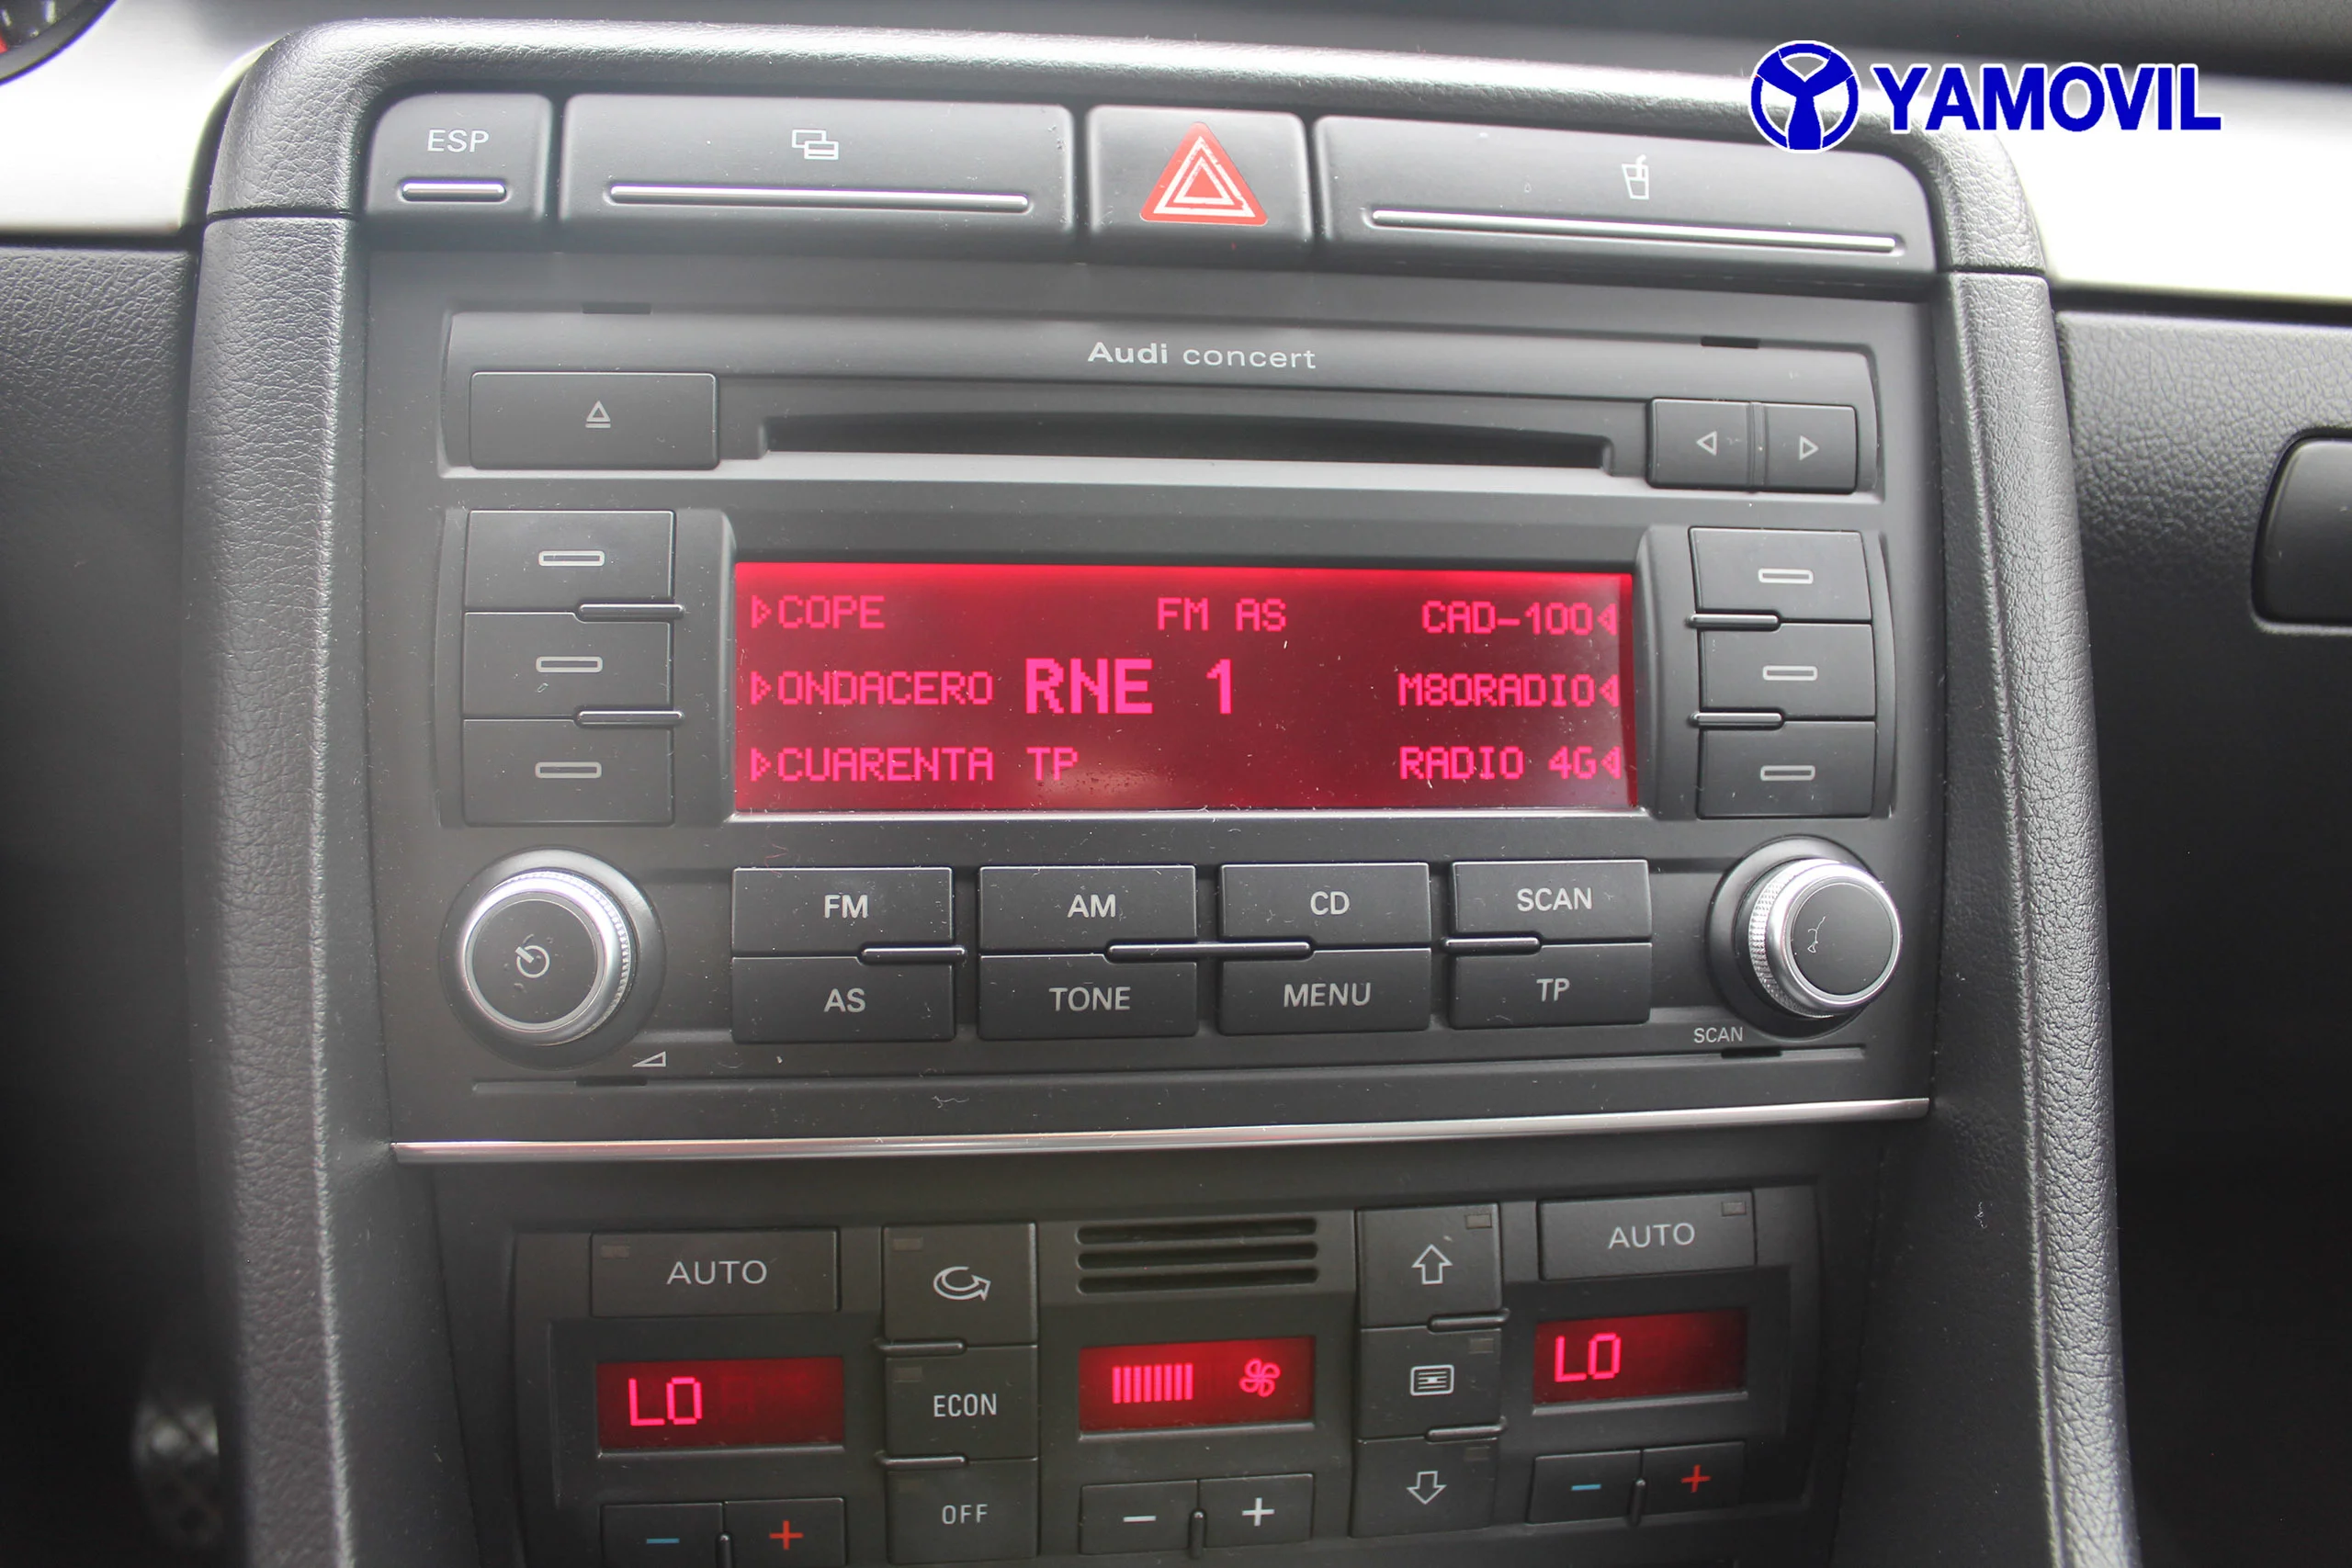 YAMOVIL
ESP
Audi concert
COPE FM AS CAD-100
ONDACERO RNE 1 M80RADIO
CUARENTA TP RADIO 4G
FM AM CD SCAN
AS TONE MENU TP
SCAN
AUTO AUTO
LO ECON LO
OFF